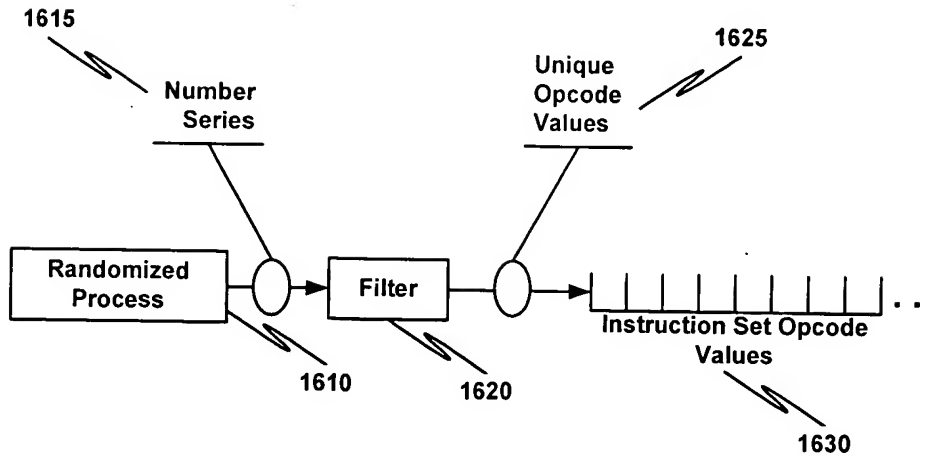 1615
Number
Series
Unique
Opcode
Values
1625
Randomized
Process
Filter
. .
Instruction Set Opcode
Values
1610
1620
1630